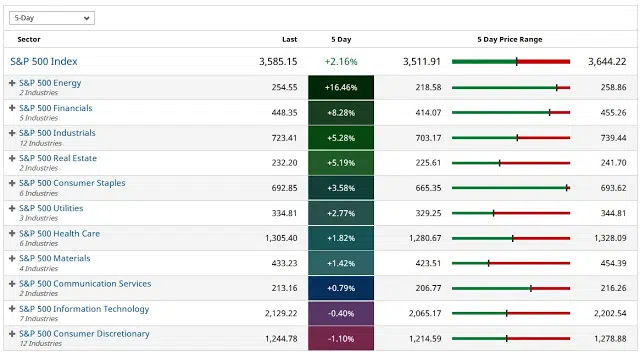 5-Day
Sector Last 5 Day 5 Day Price Range
S&P 500 Index 3,585.15 +2.16% 3,511.91 3,644.22
S&P 500 Energy 254.55 +16.46% 218.58 258.86
2 Industries
S&P 500 Financials 448.35 +8.28% 414.07 455.26
5 Industries
S&P 500 Industrials 723.41 +5.28% 703.17 739.44
12 Industries
S&P 500 Real Estate 232.20 +5.19% 225.61 241.70
2 Industries
S&P 500 Consumer Staples 692.85 +3.58% 665.35 693.62
6 Industries
S&P 500 Utilities 334.81 +2.77% 329.25 344.81
3 Industries
S&P 500 Health Care 1,305.40 +1.82% 1,280.67 1,328.09
6 Industries
S&P 500 Materials 433.23 +1.42% 423.51 454.39
4 Industries
S&P 500 Communication Services 213.16 +0.79% 206.77 216.26
2 Industries
S&P 500 Information Technology 2,129.22 -0.40% 2,065.17 2,202.54
7 Industries
S&P 500 Consumer Discretionary 1,244.78 -1.10% 1,214.59 1,278.88
12 Industries